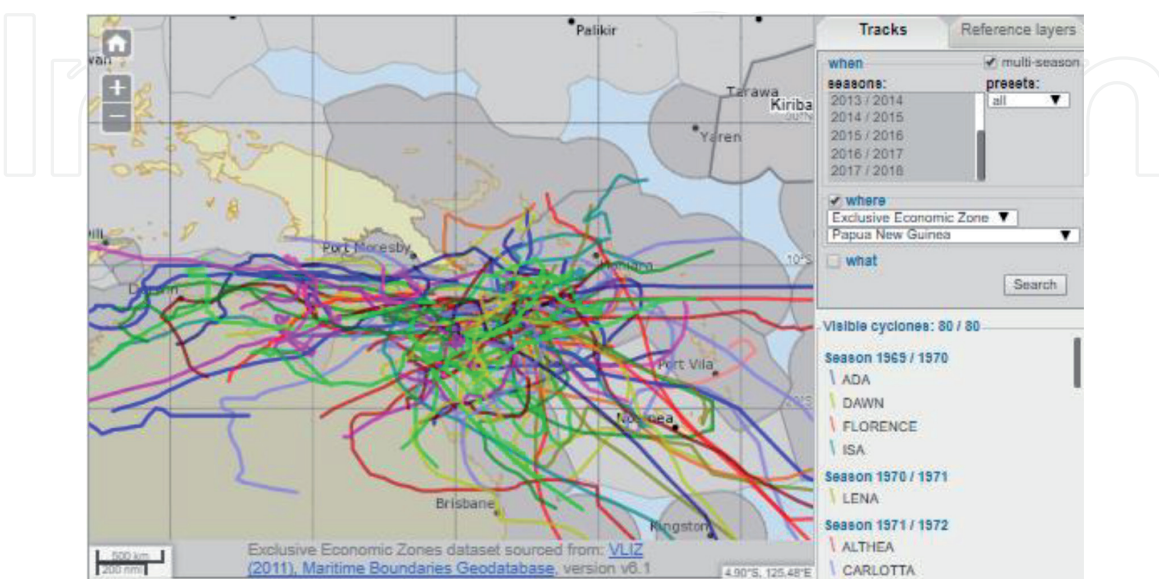 Palikir
Tarawa
Kiriba
Yaren
Port Moresby
Honiara
10°S
Port Vila
20°S
Noumea
Brisbane
Kingston
500 km
200 nmi
Exclusive Economic Zones dataset sourced from: VLIZ
(2011), Maritime Boundaries Geodatabase, version v6.1
4.90°S, 125.48°E
Tracks
Reference layers
when
multi-season
seasons:
presets:
2013 / 2014
all
2014 / 2015
2015 / 2016
2016 / 2017
2017 / 2018
where
Exclusive Economic Zone
Papua New Guinea
what
Search
Visible cyclones: 80 / 80
Season 1969 / 1970
ADA
DAWN
FLORENCE
ISA
Season 1970 / 1971
LENA
Season 1971 / 1972
ALTHEA
CARLOTTA